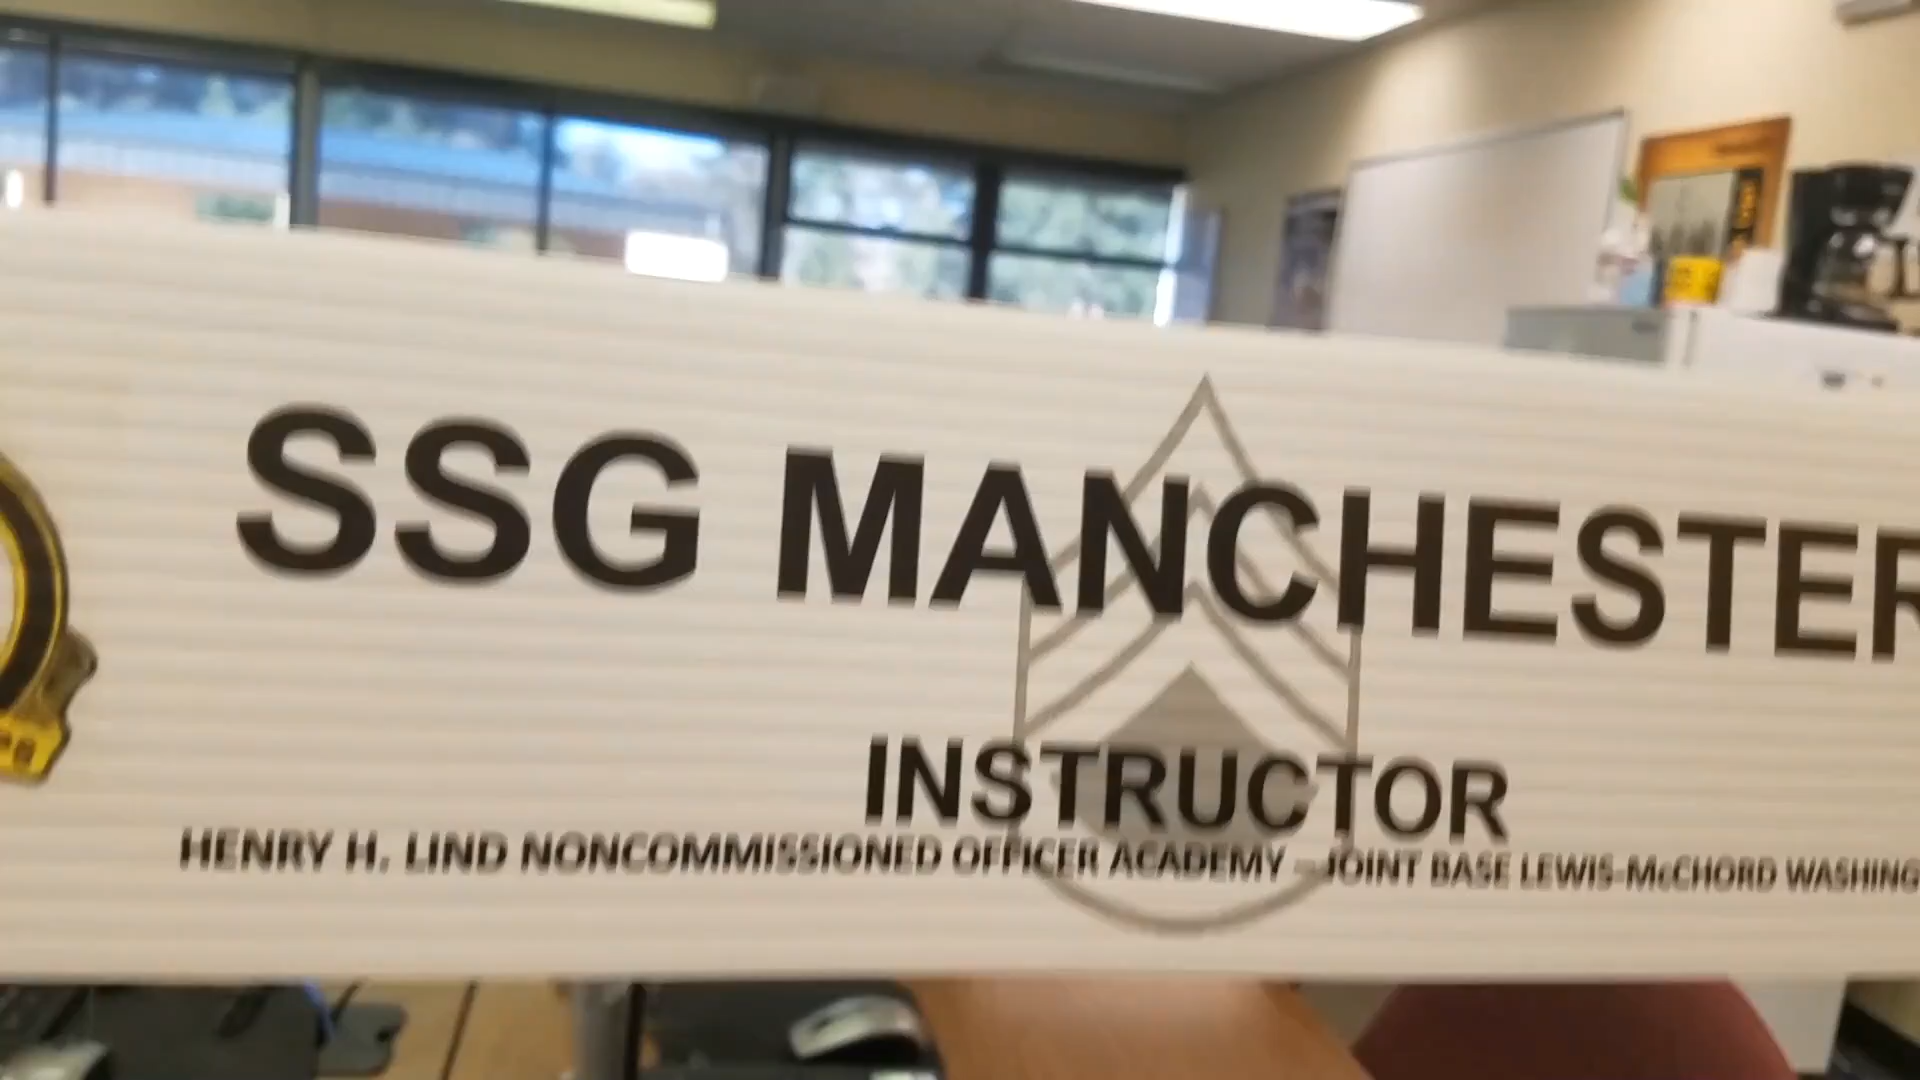 SSG MANCHESTER
INSTRUCTOR
HENRY H. LIND NONCOMMISSIONED OFFICER ACADEMY - JOINT BASE LEWIS-McCHORD WASHING